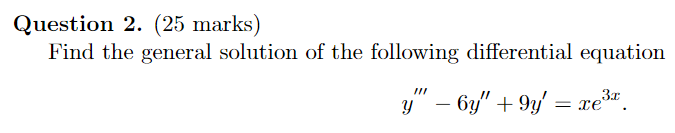 Question 2. (25 marks)
Find the general solution of the following differential equation
y''' − 6y'' + 9y' = xe^{3x}.